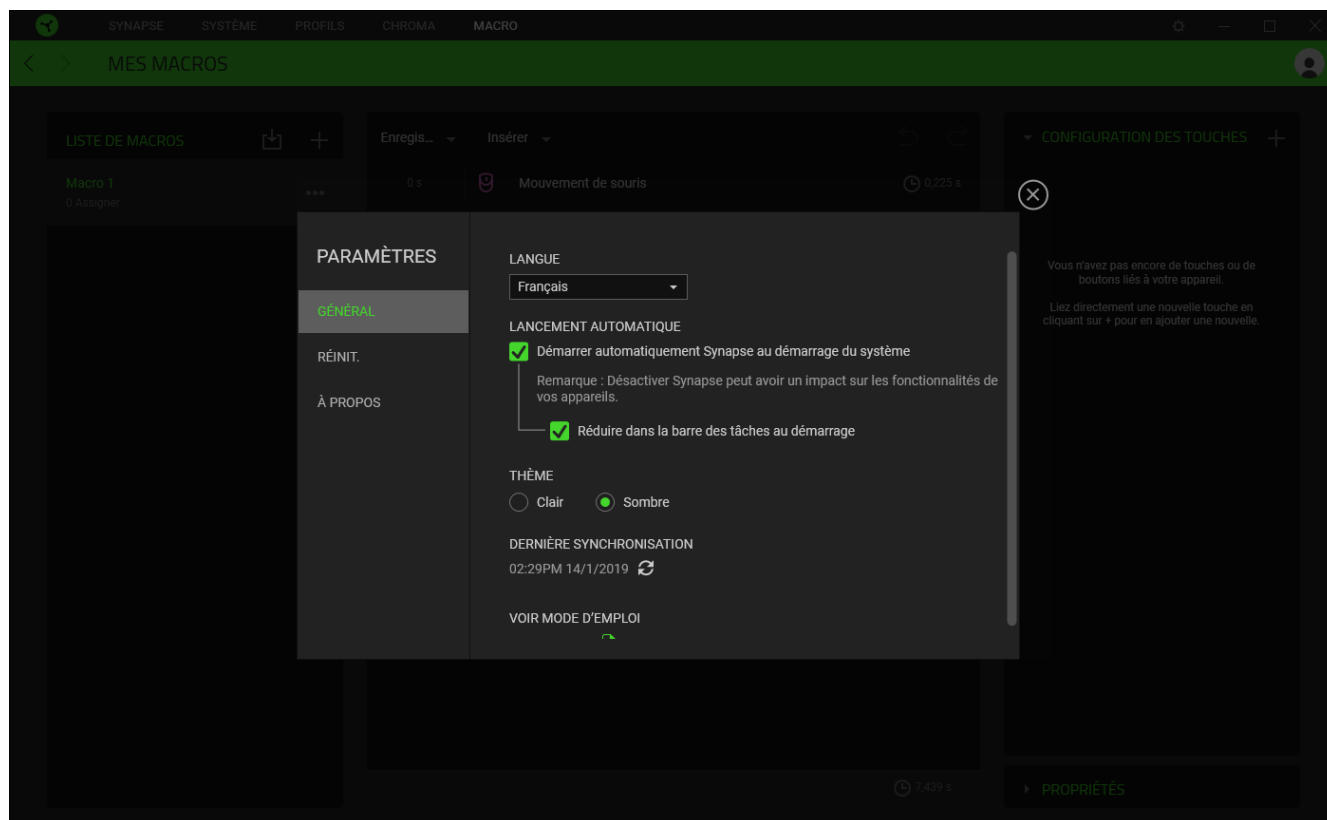 SYNAPSE SYSTÈME PROFILS CHROMA MACRO
MES MACROS
LISTE DE MACROS
Macro 1
0 Assigner
Enregis... Insérer
0 s Mouvement de souris 0,225 s
CONFIGURATION DES TOUCHES
Vous n'avez pas encore de touches ou de
boutons liés à votre appareil.
Liez directement une nouvelle touche en
cliquant sur + pour en ajouter une nouvelle.
PARAMÈTRES
GÉNÉRAL
RÉINIT.
À PROPOS
LANGUE
Français
LANCEMENT AUTOMATIQUE
Démarrer automatiquement Synapse au démarrage du système
Remarque : Désactiver Synapse peut avoir un impact sur les fonctionnalités de
vos appareils.
Réduire dans la barre des tâches au démarrage
THÈME
Clair Sombre
DERNIÈRE SYNCHRONISATION
02:29PM 14/1/2019
VOIR MODE D'EMPLOI
7,439 s
PROPRIÉTÉS